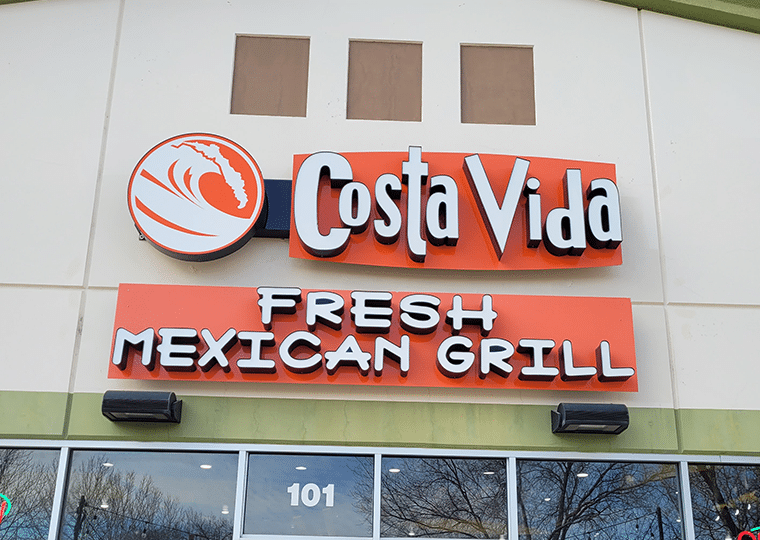 Costa Vida
FRESH
MEXICAN GRILL
101